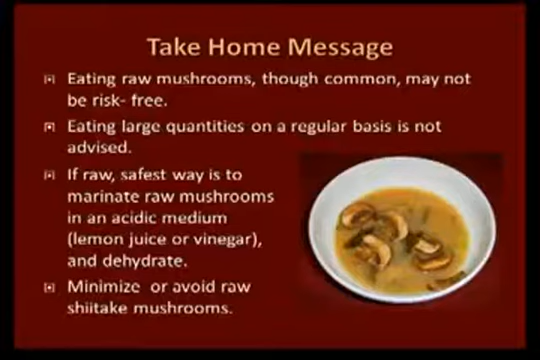 Take Home Message
Eating raw mushrooms, though common, may not
be risk- free.
Eating large quantities on a regular basis is not
advised.
If raw, safest way is to
marinate raw mushrooms
in an acidic medium
(lemon juice or vinegar),
and dehydrate.
Minimize or avoid raw
shiitake mushrooms.